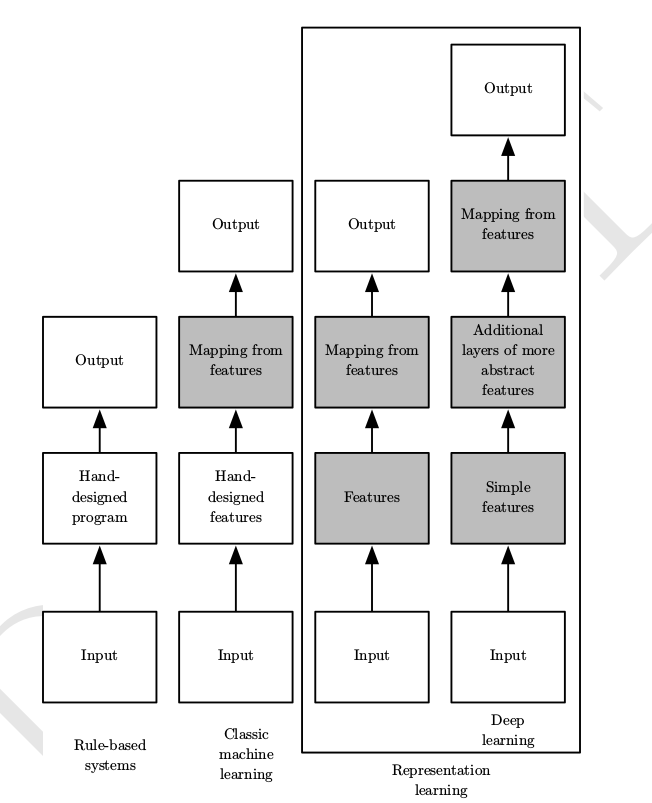 Output
Mapping from
features
Additional
layers of more
abstract
features
Simple
features
Input
Deep
learning
Output
Mapping from
features
Features
Input
Representation
learning
Output
Mapping from
features
Hand-
designed
features
Input
Classic
machine
learning
Output
Hand-
designed
program
Input
Rule-based
systems